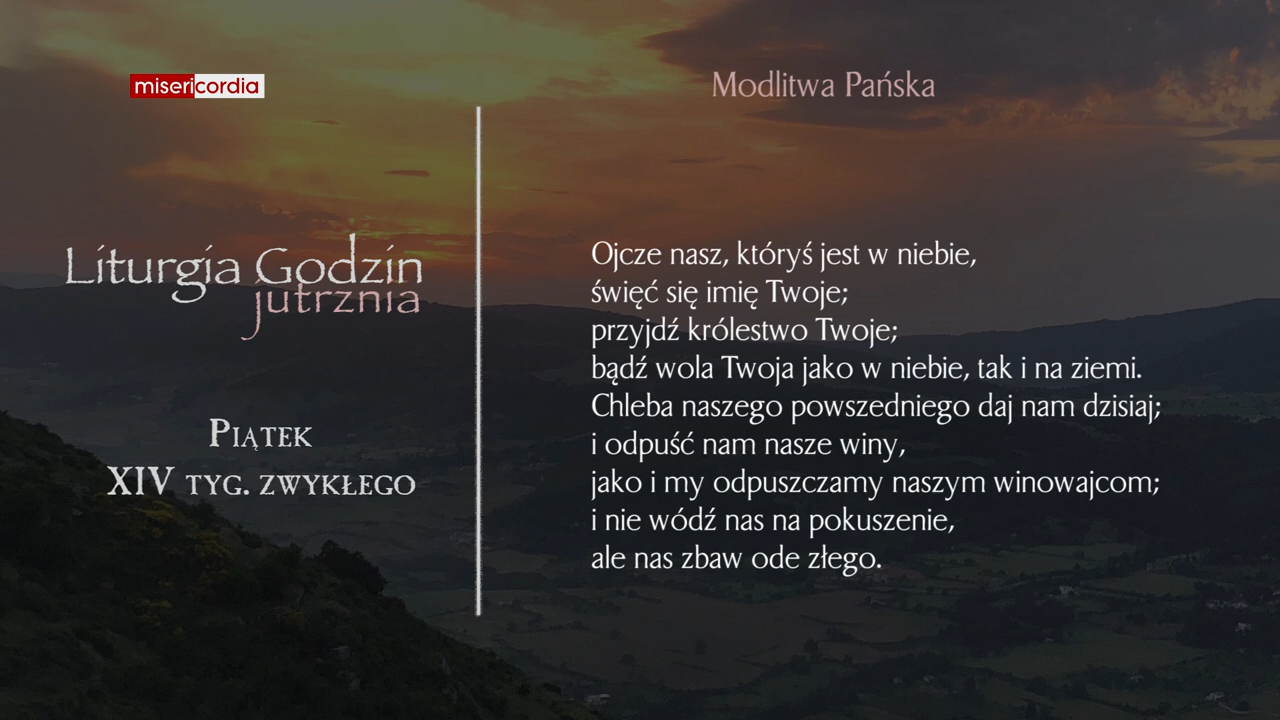 misericordia
Liturgia Godzin
jutrznia
Piątek
XIV tyg. zwykłego
Modlitwa Pańska
Ojcze nasz, któryś jest w niebie,
święć się imię Twoje;
przyjdź królestwo Twoje;
bądź wola Twoja jako w niebie, tak i na ziemi.
Chleba naszego powszedniego daj nam dzisiaj;
i odpuść nam nasze winy,
jako i my odpuszczamy naszym winowajcom;
i nie wódź nas na pokuszenie,
ale nas zbaw ode złego.